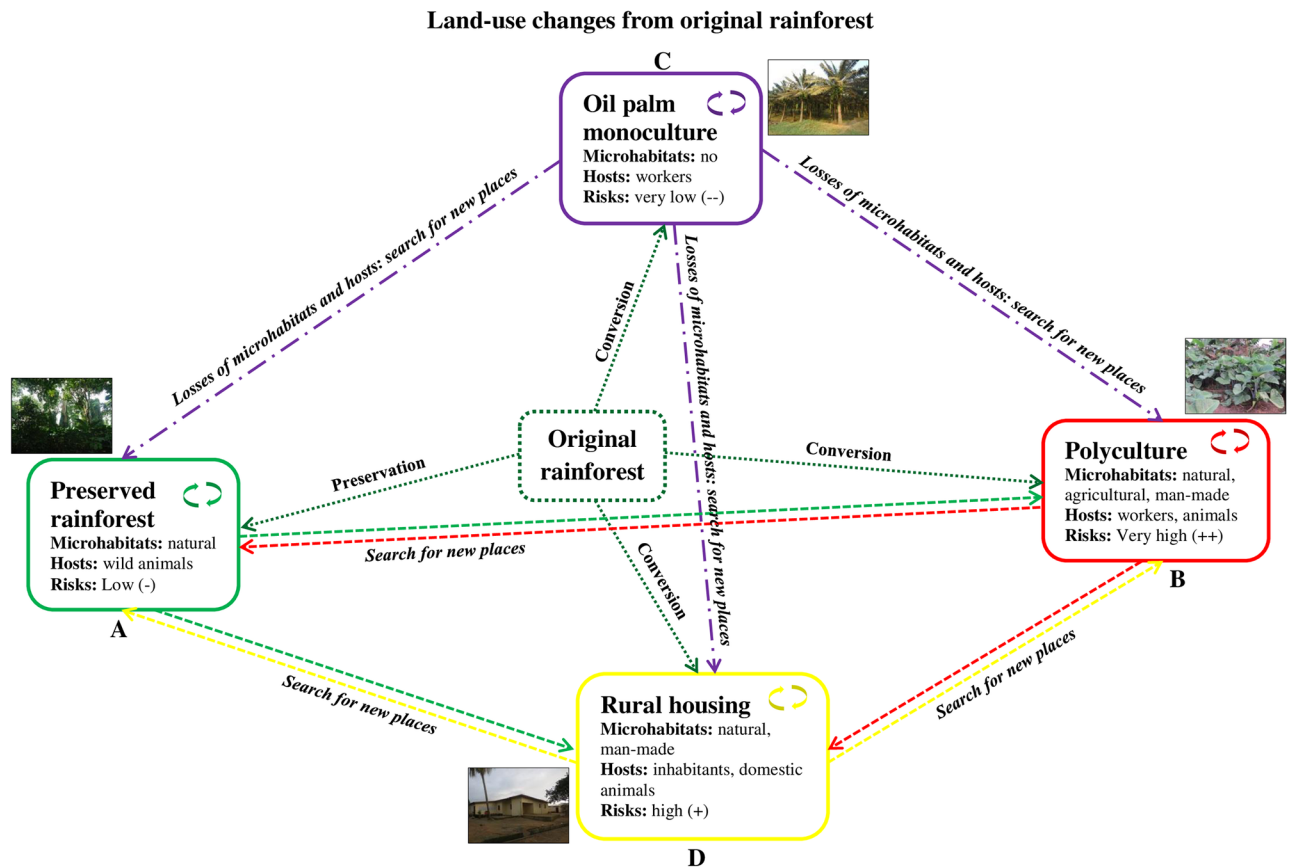 Land-use changes from original rainforest
C
Oil palm
monoculture
Microhabitats: no
Hosts: workers
Risks: very low (--)
Losses of microhabitats and hosts: search for new places
Losses of microhabitats and hosts: search for new places
Losses of microhabitats and hosts: search for new places
Conversion
Original
rainforest
Preservation
Conversion
Conversion
Preserved
rainforest
Microhabitats: natural
Hosts: wild animals
Risks: Low (-)
A
Search for new places
Polyculture
Microhabitats: natural,
agricultural, man-made
Hosts: workers, animals
Risks: Very high (++)
B
Search for new places
Search for new places
Rural housing
Microhabitats: natural,
man-made
Hosts: inhabitants, domestic
animals
Risks: high (+)
D